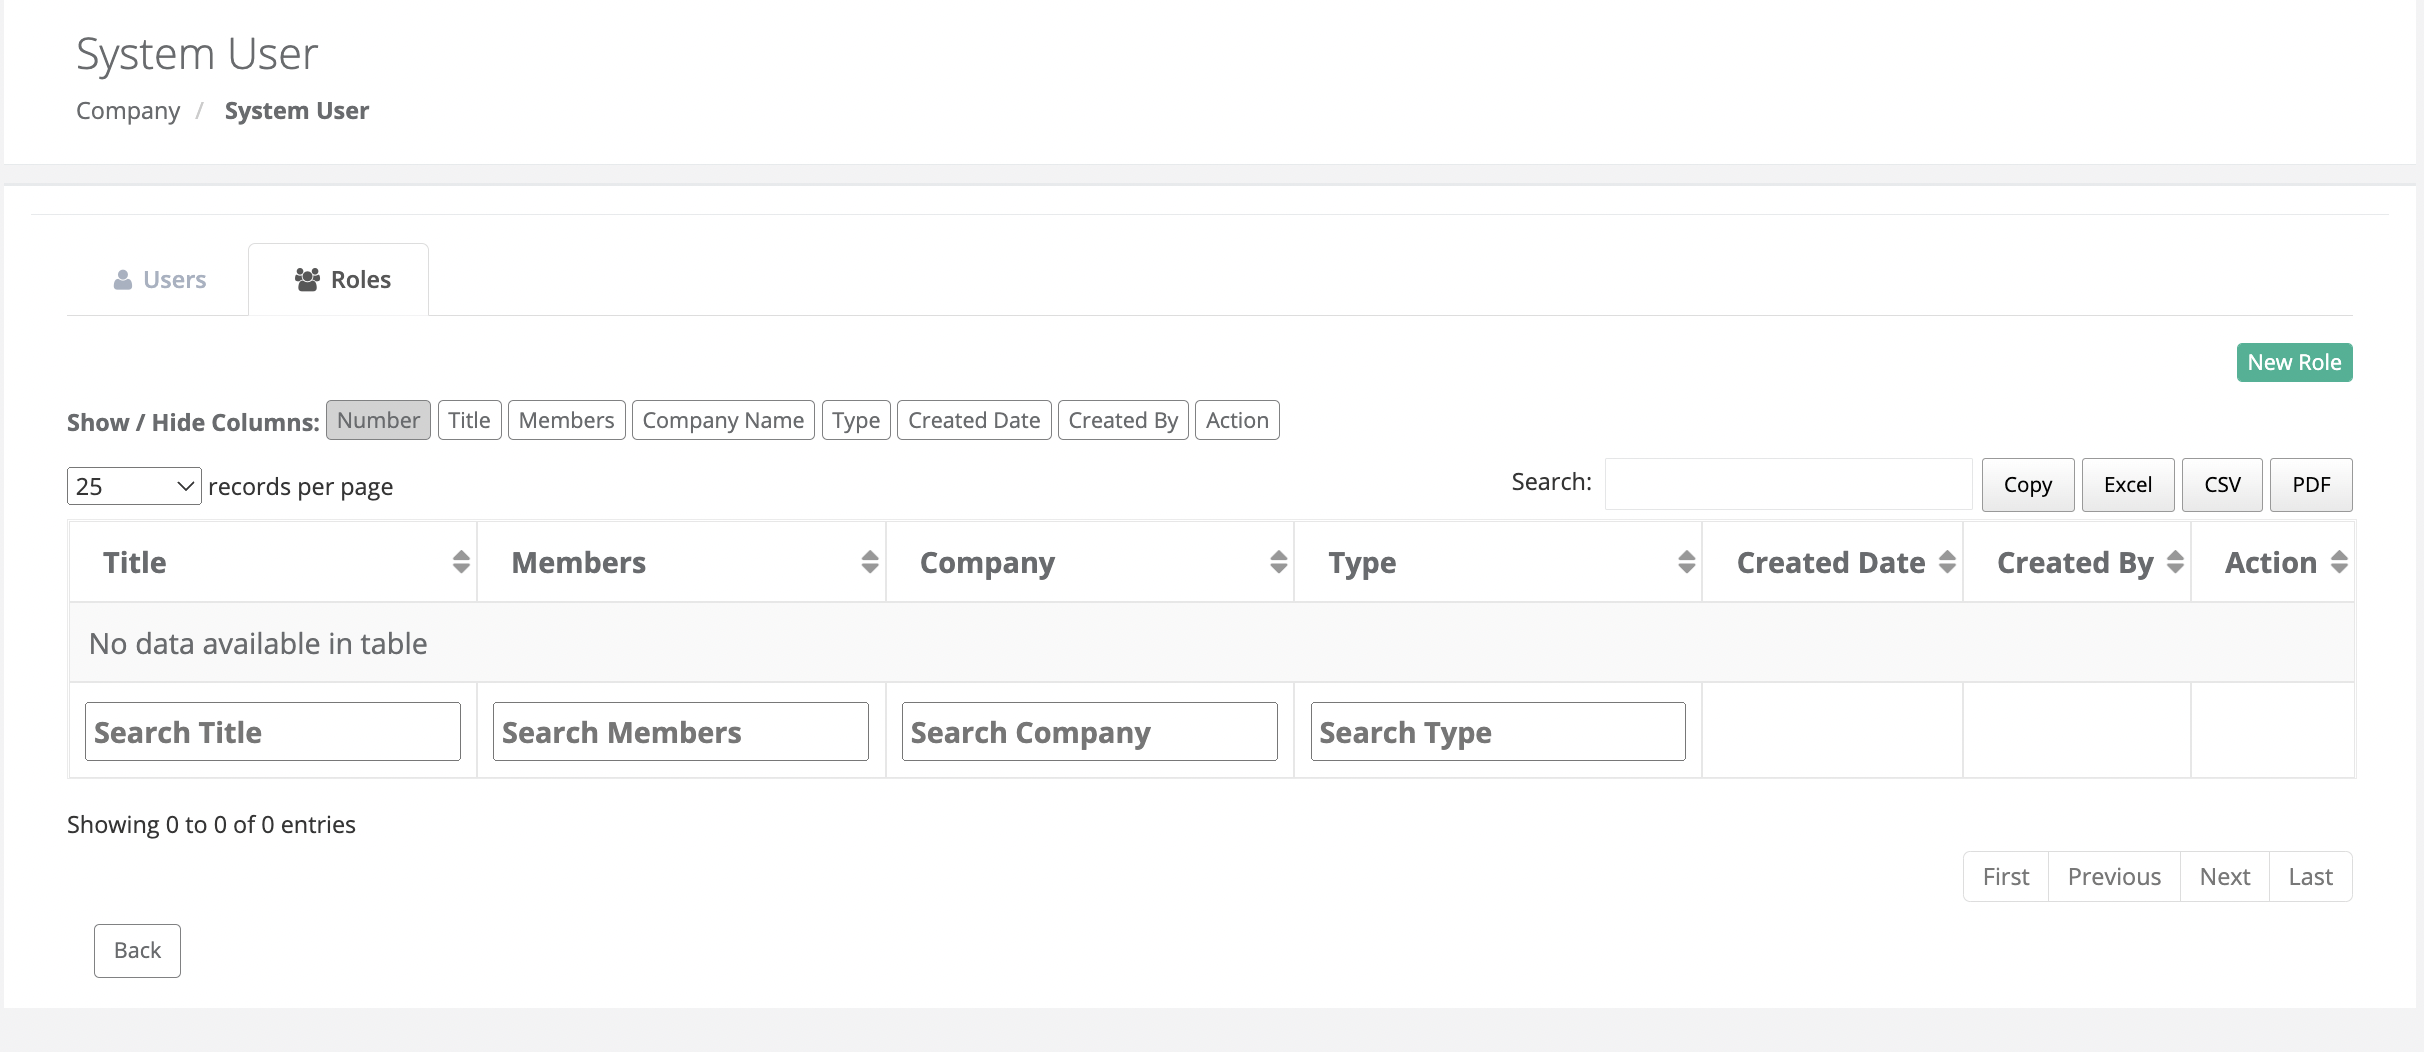 System User
Company / System User
Users Roles
New Role
Show / Hide Columns: Number Title Members Company Name Type Created Date Created By Action
25 records per page Search: Copy Excel CSV PDF
Title Members Company Type Created Date Created By Action
No data available in table
Search Title Search Members Search Company Search Type
Showing 0 to 0 of 0 entries
First Previous Next Last
Back